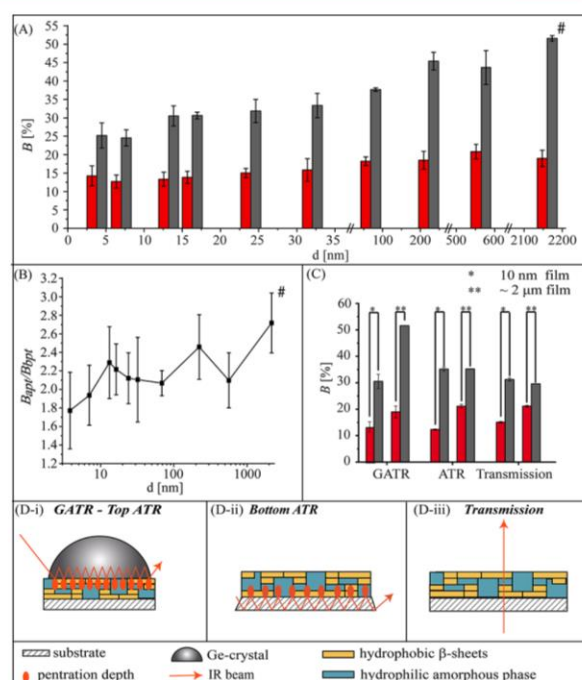 (A)
#
B [%]
55
50
45
40
35
30
25
20
15
10
5
0
0 5 10 15 20 25 30 35 100 200 500 600 2100 2200
d [nm]
(B)
#
Bapt/Bbpt
3.2
3.0
2.8
2.6
2.4
2.2
2.0
1.8
1.6
1.4
1.2
10 100 1000
d [nm]
(C)
* 10 nm film
** ~ 2 μm film
B [%]
60
50
40
30
20
10
0
* ** * ** * **
GATR ATR Transmission
(D-i) GATR - Top ATR
(D-ii) Bottom ATR
(D-iii) Transmission
substrate Ge-crystal hydrophobic β-sheets
pentration depth IR beam hydrophilic amorphous phase